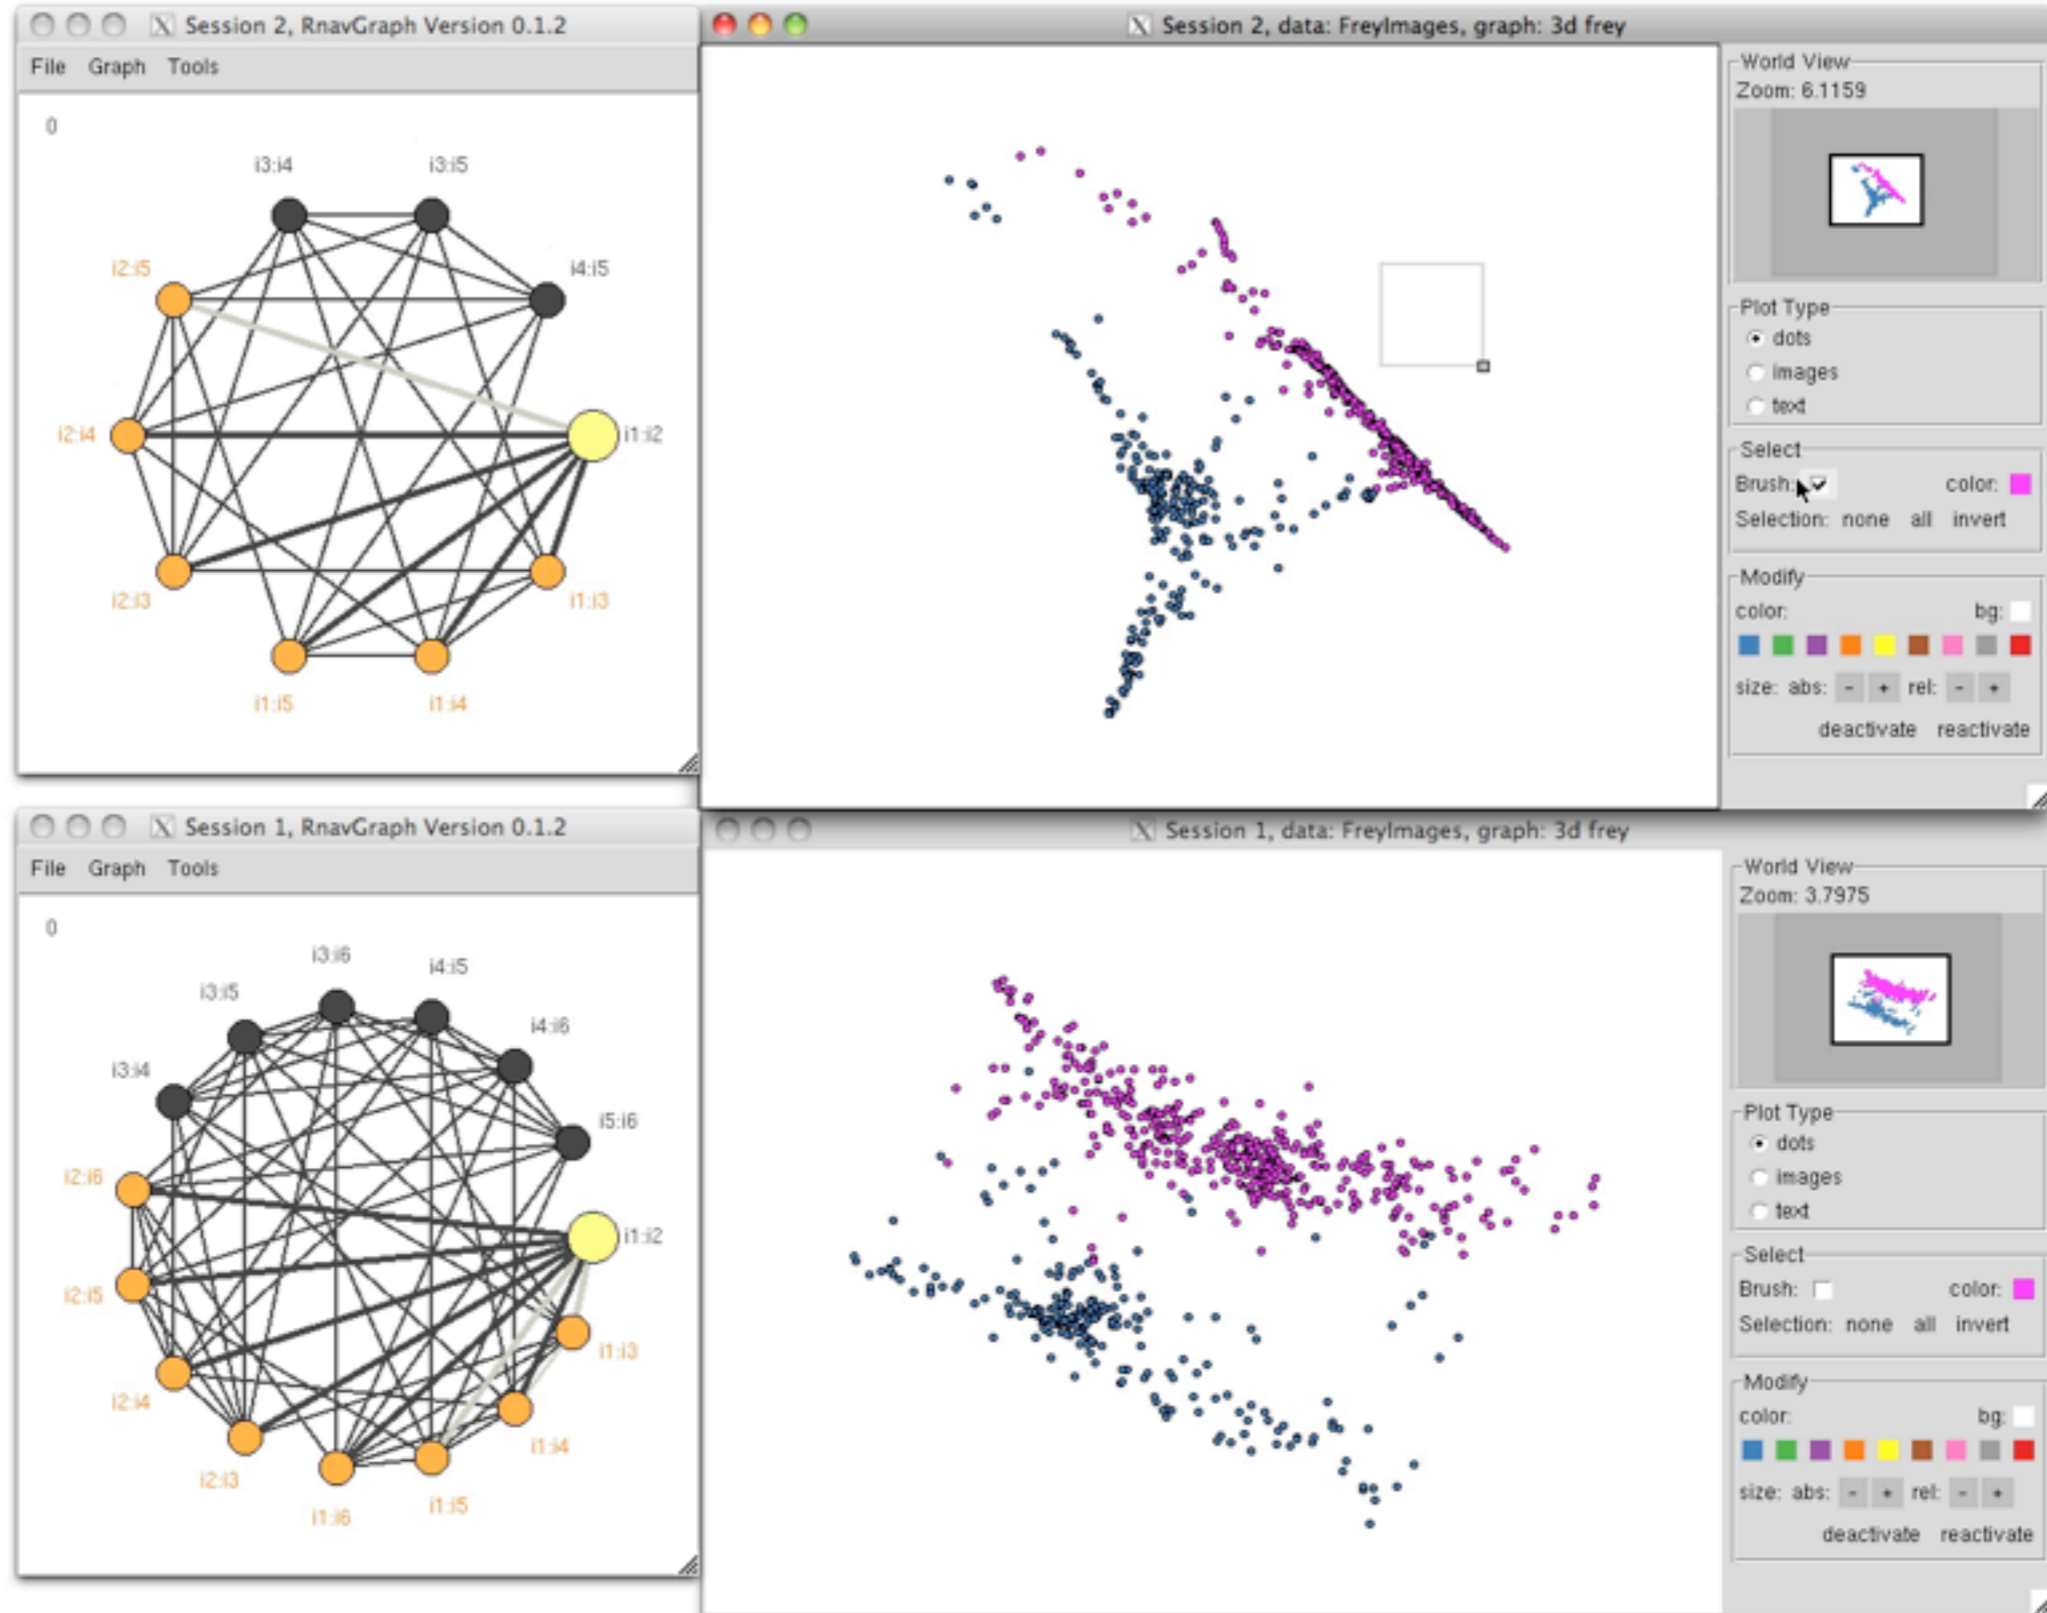 Session 2, RnavGraph Version 0.1.2
File Graph Tools
0
i3:i4 i3:i5
i2:i5 i4:i5
i2:i4 i1:i2
i2:i3 i1:i3
i1:i5 i1:i4
Session 2, data: FreyImages, graph: 3d frey
World View
Zoom: 6.1159
Plot Type
dots
images
text
Select
Brush: color:
Selection: none all invert
Modify
color: bg:
size: abs: - + rel: - +
deactivate reactivate
Session 1, RnavGraph Version 0.1.2
File Graph Tools
0
i3:i6
i4:i5
i3:i5
i4:i6
i3:i4
i5:i6
i2:i6
i1:i2
i2:i5
i1:i3
i2:i4
i1:i4
i2:i3
i1:i5
i1:i6
Session 1, data: FreyImages, graph: 3d frey
World View
Zoom: 3.7975
Plot Type
dots
images
text
Select
Brush: color:
Selection: none all invert
Modify
color: bg:
size: abs: - + rel: - +
deactivate reactivate